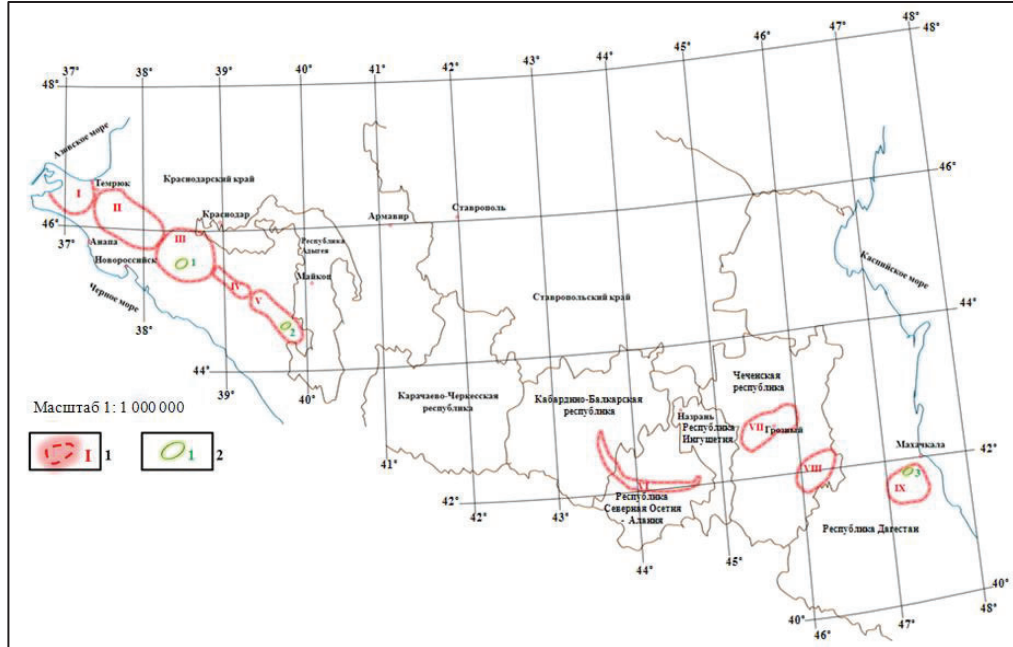 48°
48°
47°
46°
45°
44°
43°
42°
41°
40°
39°
38°
37°
48°
Азовское море
Темрюк
Краснодарский край
I
II
Краснодар
Армавир
Ставрополь
46°
46°
37°
Анапа
III
Республика
Адыгея
Новороссийск
1
Майкоп
Каспийское море
IV
V
Черное море
Ставропольский край
2
38°
44°
44°
39°
40°
Чеченская
республика
Карачаево-Черкесская
республика
Кабардино-Балкарская
республика
Масштаб 1: 1 000 000
Назрань
Республика
Ингушетия
VII
Грозный
Махачкала
I
1
1
2
41°
42°
VIII
3
IX
VI
42°
42°
43°
Республика
Северная Осетия
- Алания
Республика Дагестан
44°
45°
40°
48°
40°
46°
47°